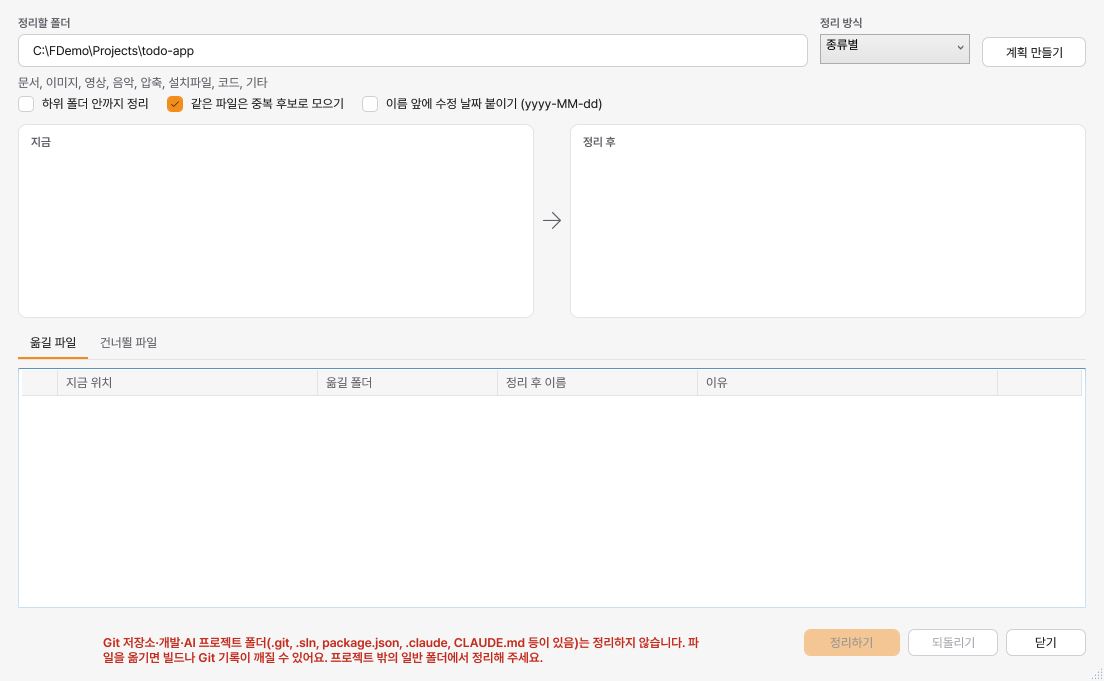 정리할 폴더
정리 방식
C:\FDemo\Projects\todo-app
종류별
계획 만들기
문서, 이미지, 영상, 음악, 압축, 설치파일, 코드, 기타
하위 폴더 안까지 정리
같은 파일은 중복 후보로 모으기
이름 앞에 수정 날짜 붙이기 (yyyy-MM-dd)
지금
정리 후
옮길 파일
건너뛸 파일
지금 위치
옮길 폴더
정리 후 이름
이유
Git 저장소·개발·AI 프로젝트 폴더(.git, .sln, package.json, .claude, CLAUDE.md 등이 있음)는 정리하지 않습니다. 파
일을 옮기면 빌드나 Git 기록이 깨질 수 있어요. 프로젝트 밖의 일반 폴더에서 정리해 주세요.
정리하기
되돌리기
닫기